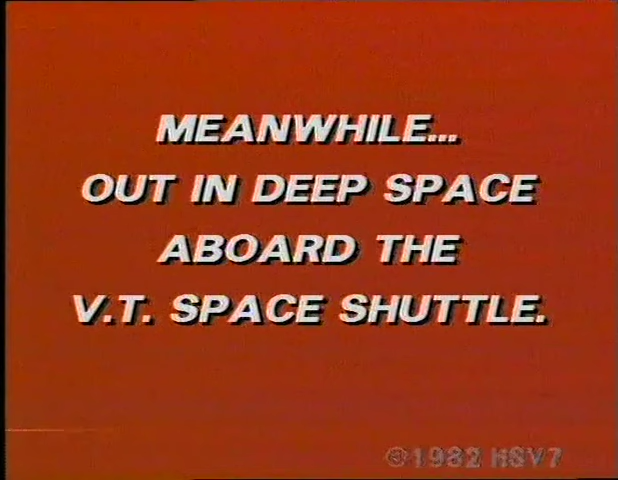 MEANWHILE...
OUT IN DEEP SPACE
ABOARD THE
V.T. SPACE SHUTTLE.
©1982 HSV7